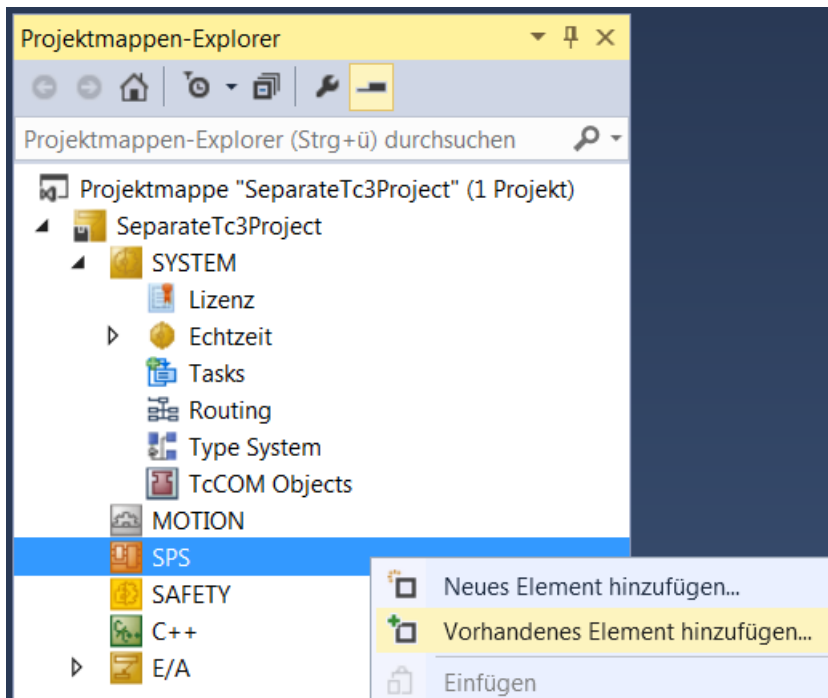 Projektmappen-Explorer
Projektmappen-Explorer (Strg+ü) durchsuchen
Projektmappe "SeparateTc3Project" (1 Projekt)
SeparateTc3Project
SYSTEM
Lizenz
Echtzeit
Tasks
Routing
Type System
TcCOM Objects
MOTION
SPS
SAFETY
C++
E/A
Neues Element hinzufügen...
Vorhandenes Element hinzufügen...
Einfügen